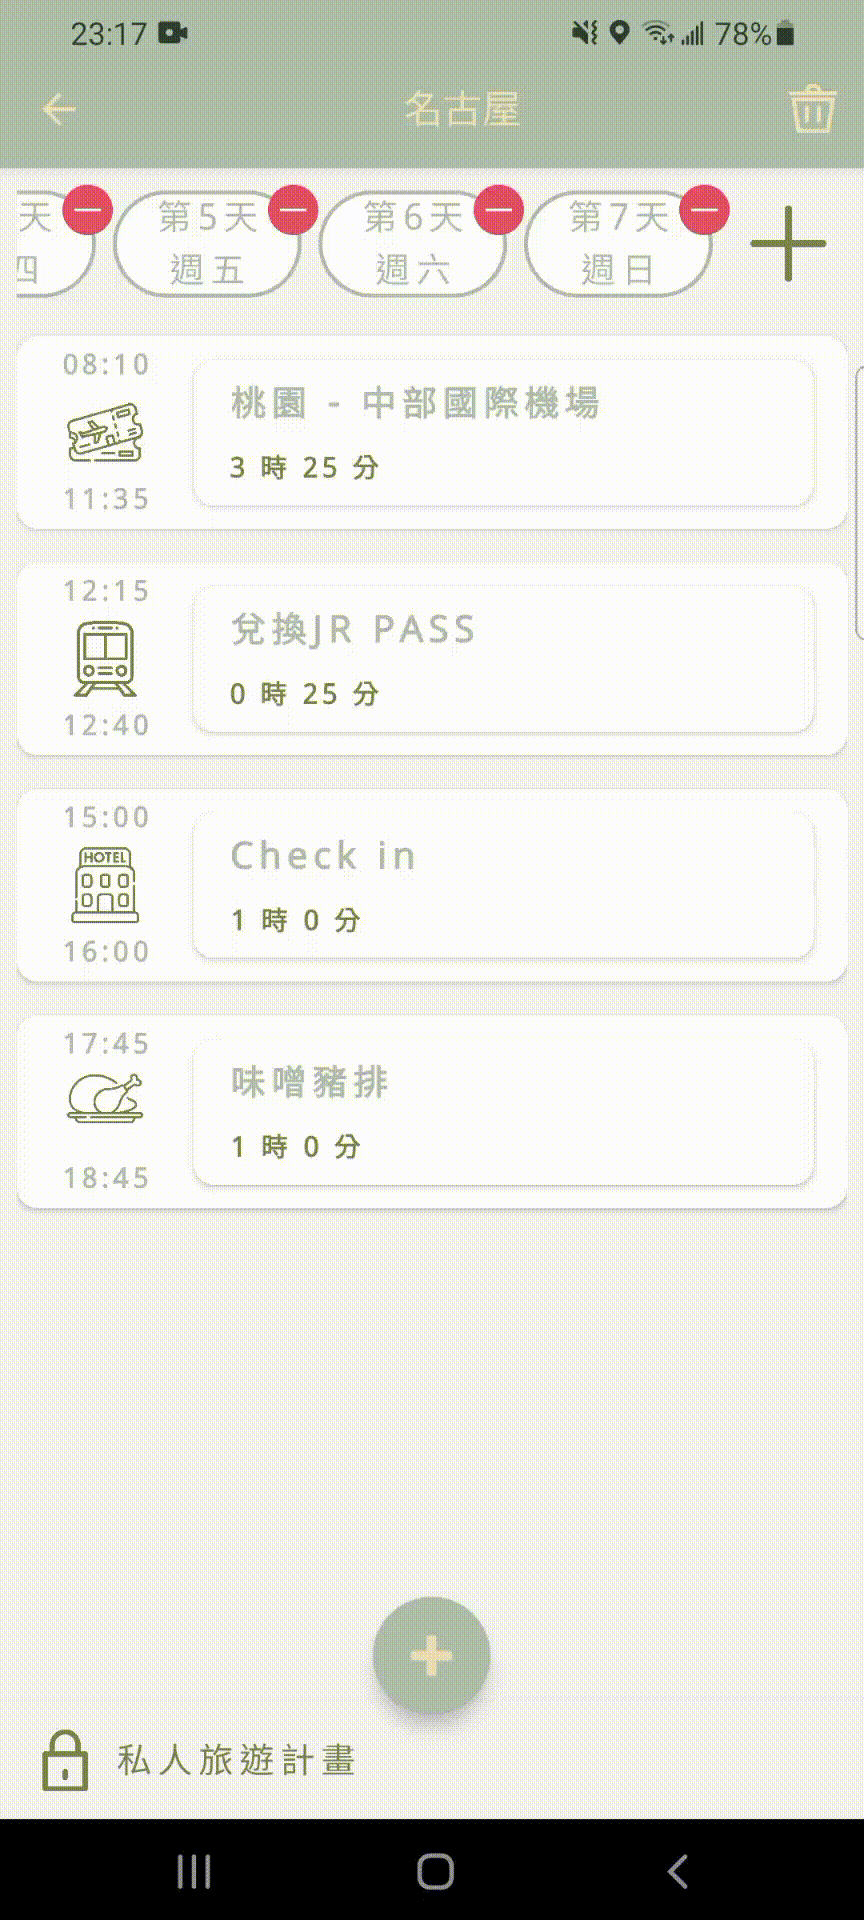 23:17 78%
名古屋
天 第5天 第6天 第7天
四 週五 週六 週日
08:10
桃園 - 中部國際機場
3 時 25 分
11:35
12:15
兌換JR PASS
0 時 25 分
12:40
15:00
HOTEL
Check in
1 時 0 分
16:00
17:45
味噌豬排
1 時 0 分
18:45
私人旅遊計畫